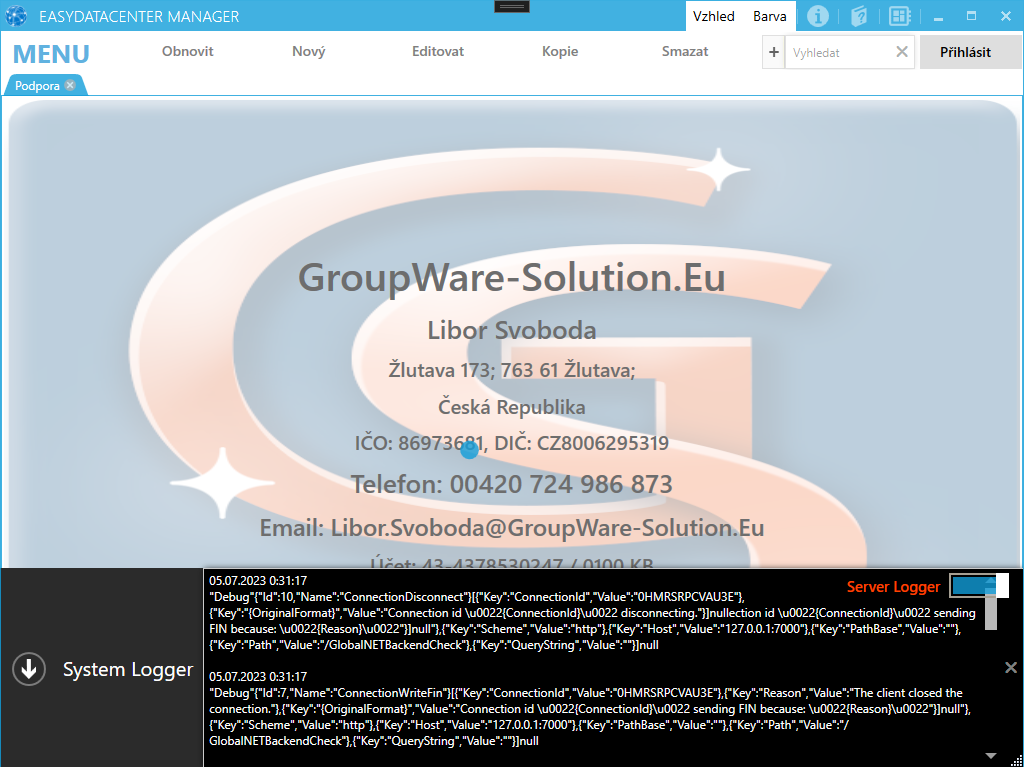 EASYDATACENTER MANAGER
Vzhled Barva
MENU Obnovit Nový Editovat Kopie Smazat + Vyhledat Přihlásit
Podpora
GroupWare-Solution.Eu
Libor Svoboda
Žlutava 173; 763 61 Žlutava;
Česká Republika
IČO: 86973681, DIČ: CZ8006295319
Telefon: 00420 724 986 873
Email: Libor.Svoboda@GroupWare-Solution.Eu
Účet: 43-4378530247 / 0100 KB
System Logger
Server Logger
05.07.2023 0:31:17
"Debug"{"Id":10,"Name":"ConnectionDisconnect"}[{"Key":"ConnectionId","Value":"0HMRSRPCVAU3E"},
{"Key":"{OriginalFormat}","Value":"Connection id \u0022{ConnectionId}\u0022 disconnecting."}]nullection id \u0022{ConnectionId}\u0022 sending
FIN because: \u0022{Reason}\u0022"}]null"},{"Key":"Scheme","Value":"http"},{"Key":"Host","Value":"127.0.0.1:7000"},{"Key":"PathBase","Value":""},
{"Key":"Path","Value":"/GlobalNETBackendCheck"},{"Key":"QueryString","Value":""}]null
05.07.2023 0:31:17
"Debug"{"Id":7,"Name":"ConnectionWriteFin"}[{"Key":"ConnectionId","Value":"0HMRSRPCVAU3E"},{"Key":"Reason","Value":"The client closed the
connection."},{"Key":"{OriginalFormat}","Value":"Connection id \u0022{ConnectionId}\u0022 sending FIN because: \u0022{Reason}\u0022"}]null"},
{"Key":"Scheme","Value":"http"},{"Key":"Host","Value":"127.0.0.1:7000"},{"Key":"PathBase","Value":""},{"Key":"Path","Value":"/
GlobalNETBackendCheck"},{"Key":"QueryString","Value":""}]null